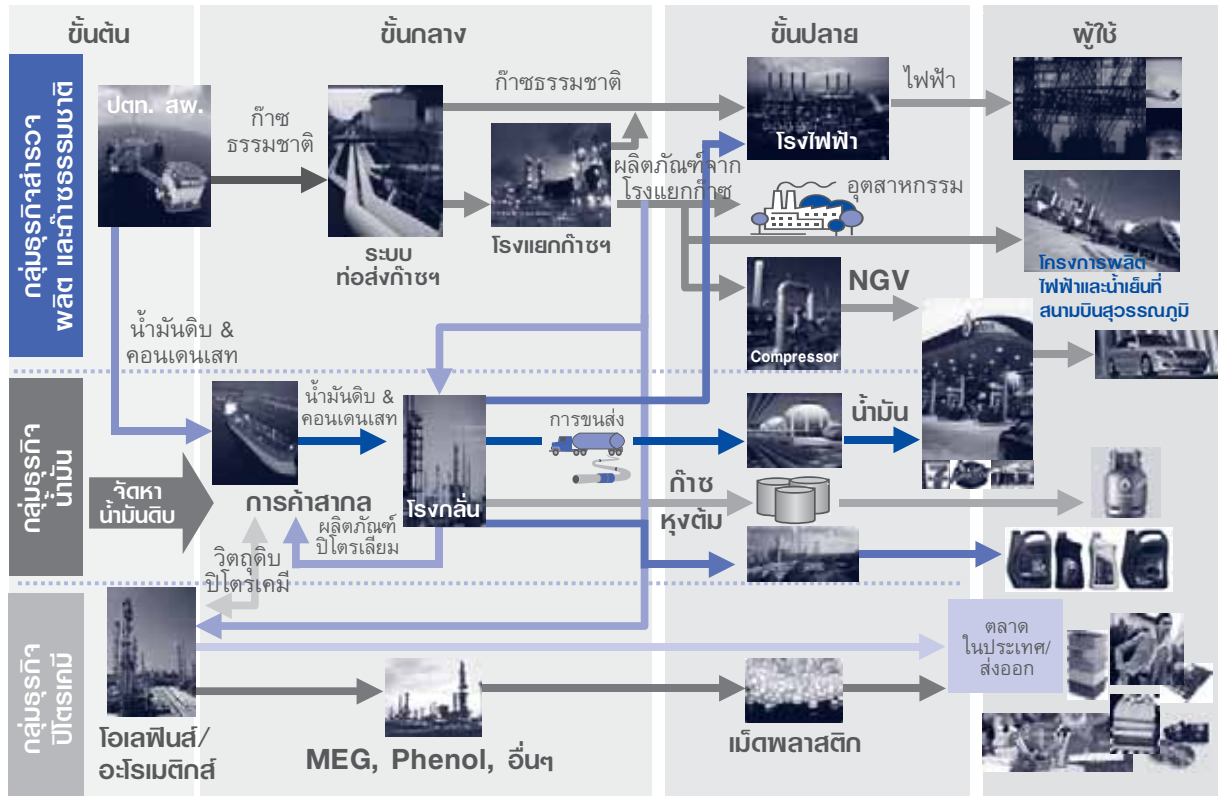 ขั้นต้น
ขั้นกลาง
ขั้นปลาย
ผู้ใช้
กลุ่มธุรกิจสำรวจ
ผลิต และก๊าซธรรมชาติ
ปตท. สผ.
ก๊าซ
ธรรมชาติ
ระบบ
ท่อส่งก๊าซฯ
ก๊าซธรรมชาติ
โรงแยกก๊าซฯ
ผลิตภัณฑ์จาก
โรงแยกก๊าซ
โรงไฟฟ้า
ไฟฟ้า
อุตสาหกรรม
โครงการผลิต
ไฟฟ้าและน้ำเย็นที่
สนามบินสุวรรณภูมิ
Compressor
NGV
น้ำมันดิบ &
คอนเดนเสท
กลุ่มธุรกิจ
น้ำมัน
จัดหา
น้ำมันดิบ
น้ำมันดิบ &
คอนเดนเสท
การค้าสากล
โรงกลั่น
ผลิตภัณฑ์
ปิโตรเลียม
วิตถุดิบ
ปิโตรเคมี
การขนส่ง
น้ำมัน
ก๊าซ
หุงต้ม
กลุ่มธุรกิจ
ปิโตรเคมี
โอเลฟินส์/
อะโรเมติกส์
MEG, Phenol, อื่นๆ
เม็ดพลาสติก
ตลาด
ในประเทศ/
ส่งออก